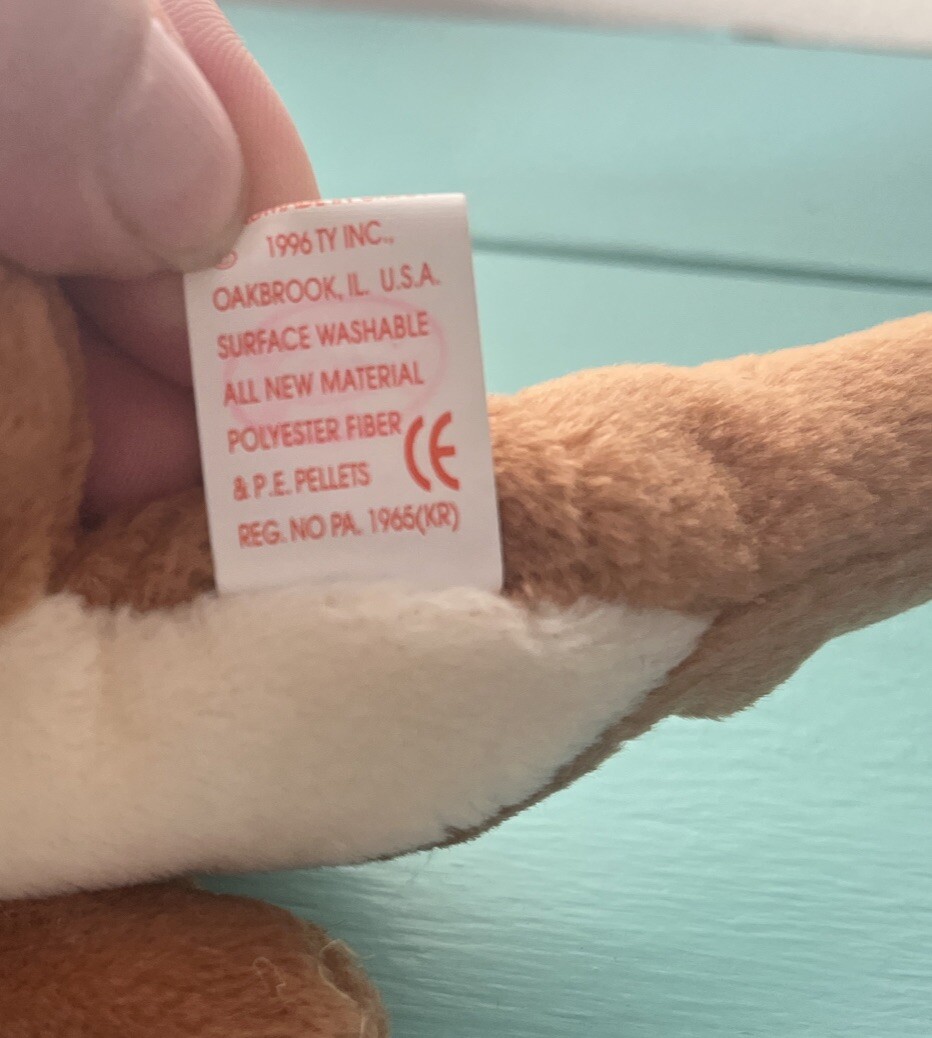 © 1996 TY INC.,
OAKBROOK, IL. U.S.A.
SURFACE WASHABLE
ALL NEW MATERIAL
POLYESTER FIBER
& P.E. PELLETS
CE
REG. NO PA. 1965(KR)